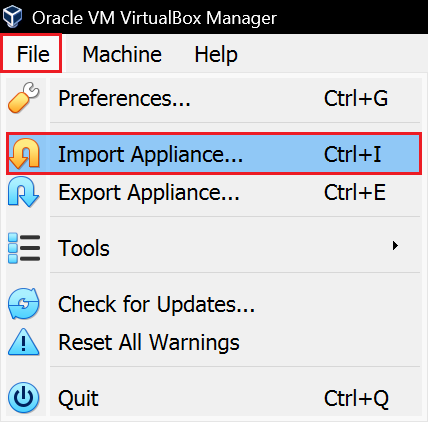 Oracle VM VirtualBox Manager
File Machine Help
Preferences... Ctrl+G
Import Appliance... Ctrl+I
Export Appliance... Ctrl+E
Tools
Check for Updates...
Reset All Warnings
Quit Ctrl+Q